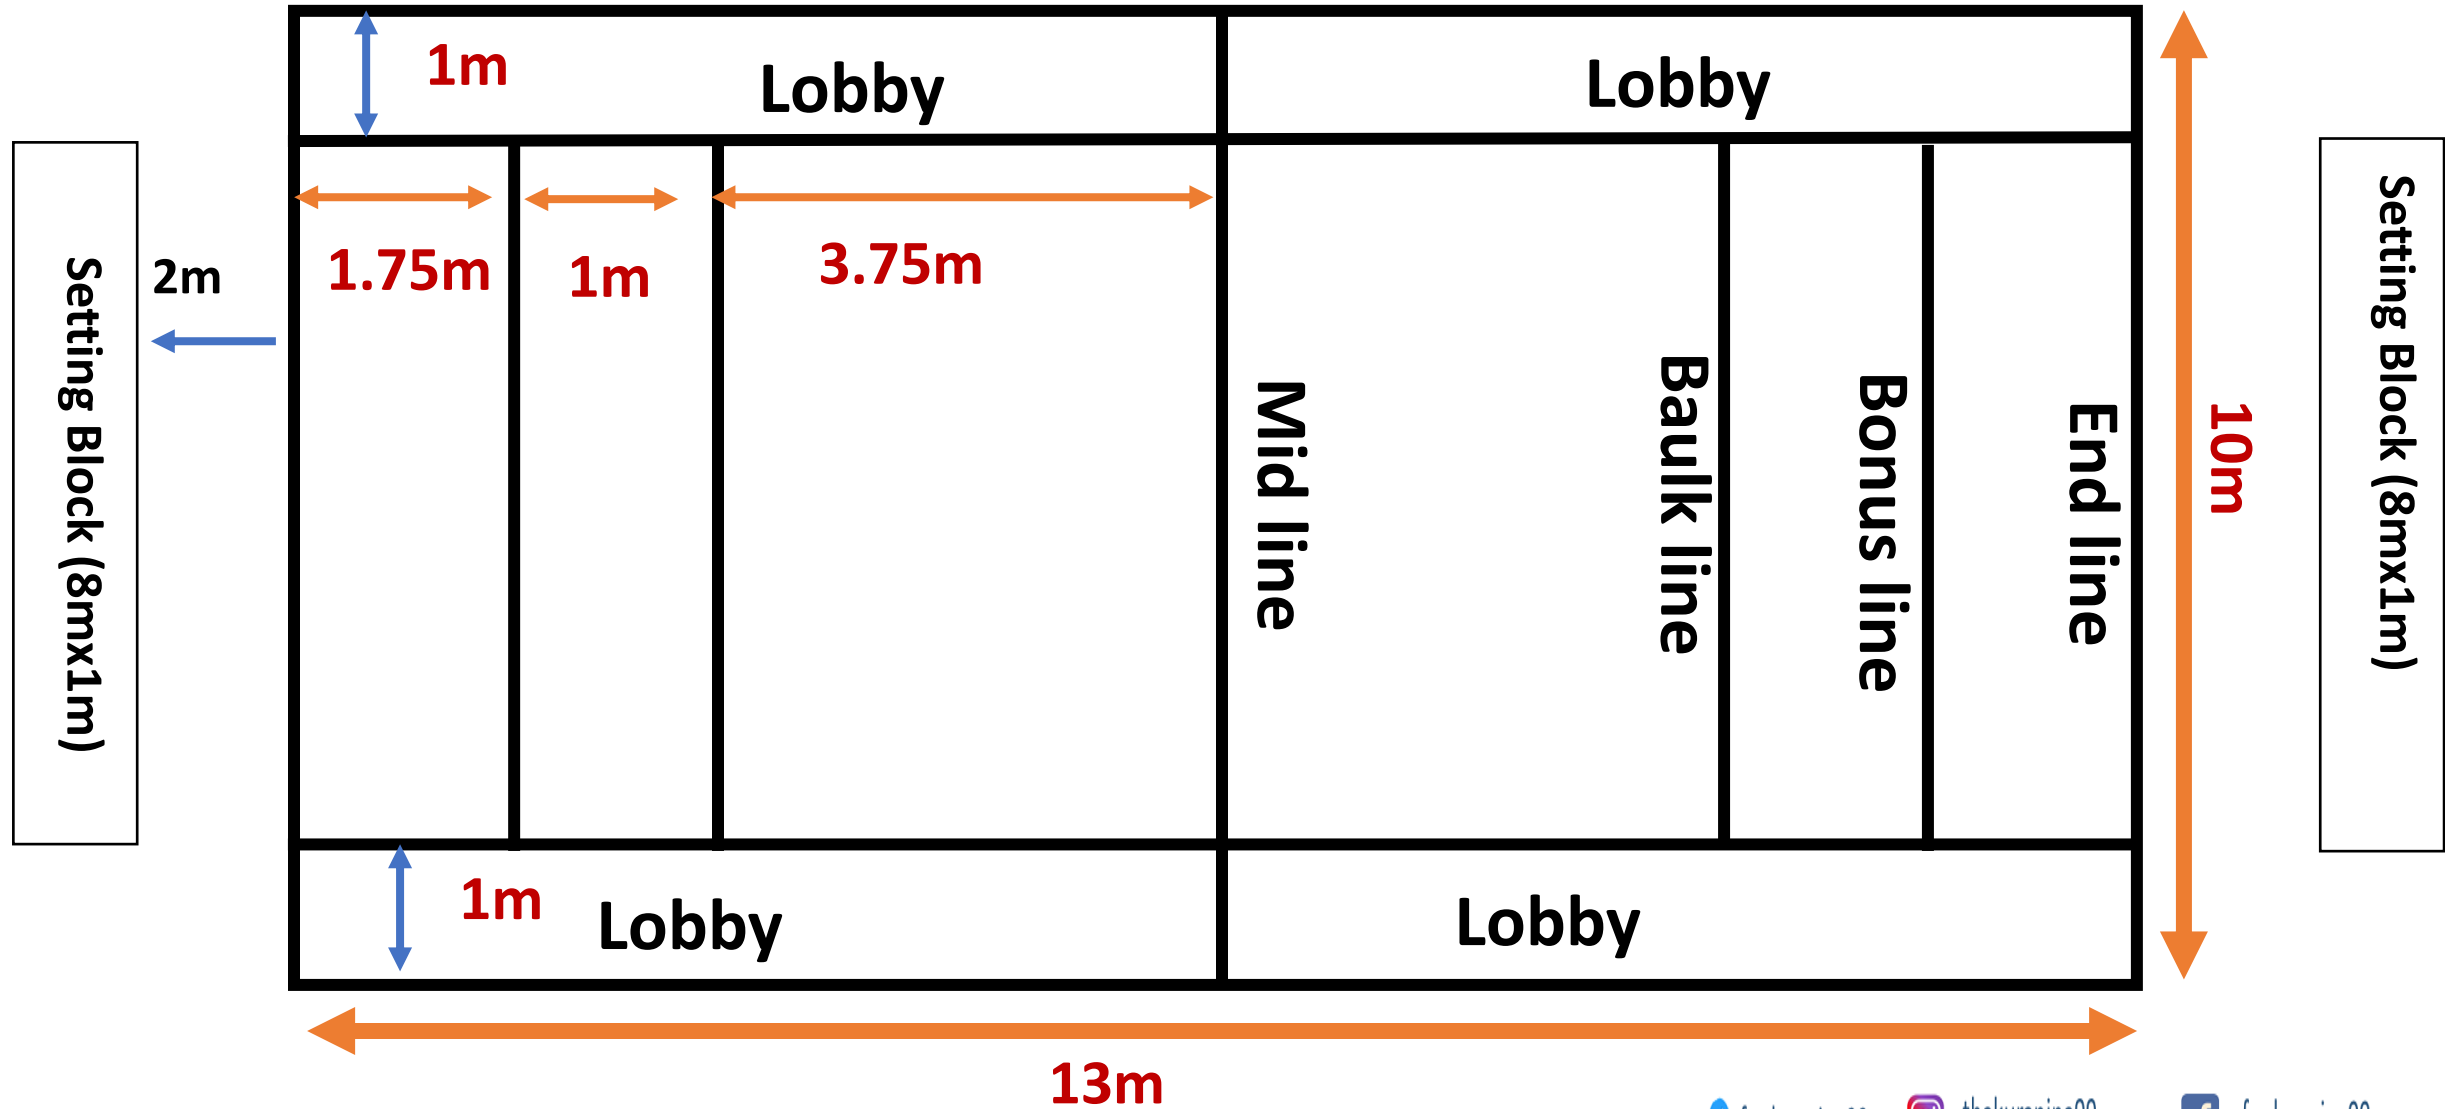 1m
Lobby
Lobby
Setting Block (8mx1m)
2m
1.75m
1m
3.75m
Mid line
Baulk line
Bonus line
End line
10m
Setting Block (8mx1m)
1m
Lobby
Lobby
13m